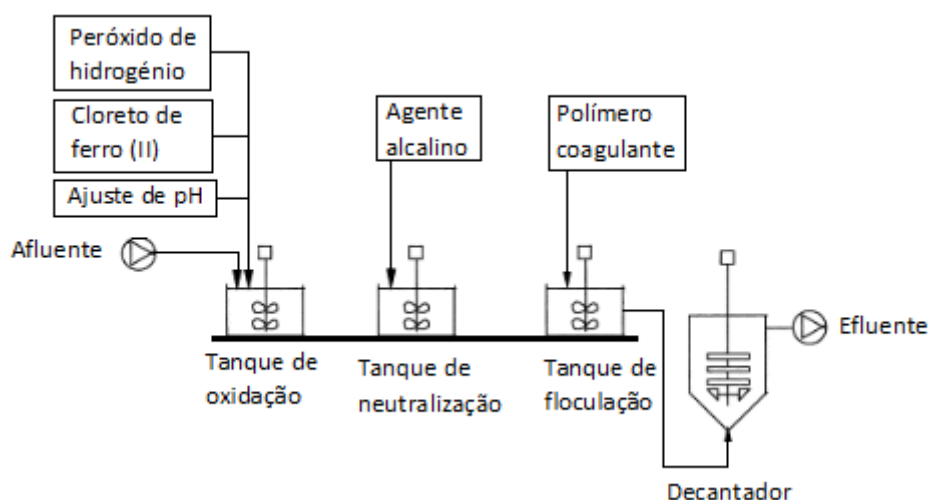 Peróxido de
hidrogénio
Cloreto de
ferro (II)
Ajuste de pH
Afluente
Agente
alcalino
Polímero
coagulante
Tanque de
oxidação
Tanque de
neutralização
Tanque de
floculação
Efluente
Decantador